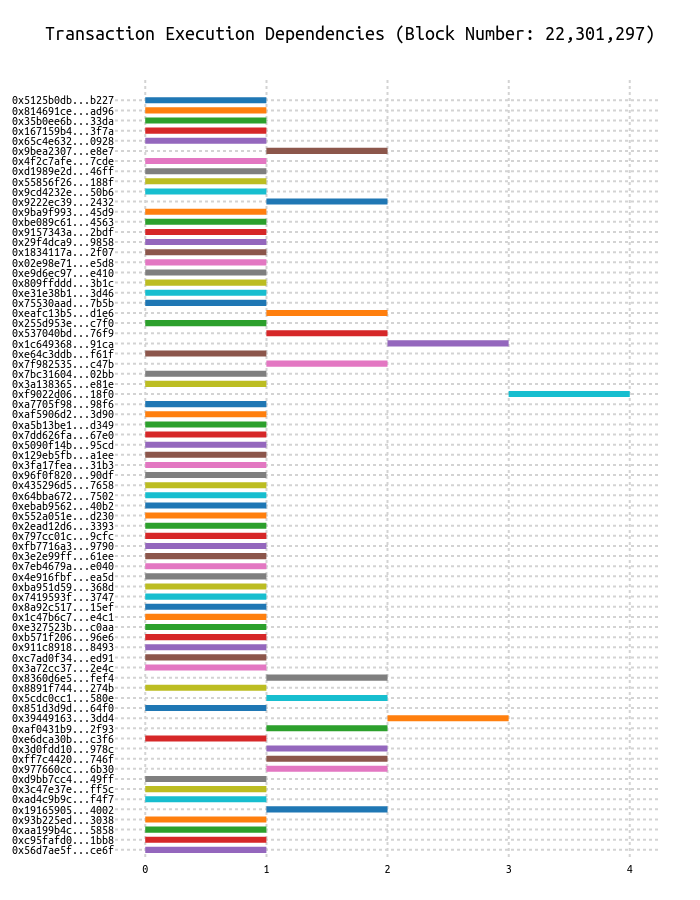 Transaction Execution Dependencies (Block Number: 22,301,297)
0x5125b0db...b227
0x814691ce...ad96
0x35b0ee6b...33da
0x167159b4...3f7a
0x65c4e632...0928
0x9bea2307...e8e7
0x4f2c7afe...7cde
0xd1989e2d...46ff
0x55856f26...188f
0x9cd4232e...50b6
0x9222ec39...2432
0x9ba9f993...45d9
0xbe089c61...4563
0x9157343a...2bdf
0x29f4dca9...9858
0x1834117a...2f07
0x02e98e71...e5d8
0xe9d6ec97...e410
0x809ffddd...3b1c
0xe31e38b1...3d46
0x75530aad...7b5b
0xeafc13b5...d1e6
0x255d953e...c7f0
0x537040bd...76f9
0x1c649368...91ca
0xe64c3ddb...f61f
0x7f982535...c47b
0x7bc31604...02bb
0x3a138365...e81e
0xf9022d06...18f0
0xa7705f98...98f6
0xaf5906d2...3d90
0xa5b13be1...d349
0x7dd626fa...67e0
0x5090f14b...95cd
0x129eb5fb...a1ee
0x3fa17fea...31b3
0x96f0f820...90df
0x435296d5...7658
0x64bba672...7502
0xebab9562...40b2
0x552a051e...d230
0x2ead12d6...3393
0x797cc01c...9cfc
0xfb7716a3...9790
0x3e2e99ff...61ee
0x7eb4679a...e040
0x4e916fbf...ea5d
0xba951d59...368d
0x7419593f...3747
0x8a92c517...15ef
0x1c47b6c7...e4c1
0xe327523b...c0aa
0xb571f206...96e6
0x911c8918...8493
0xc7ad0f34...ed91
0x3a72cc37...2e4c
0x8360d6e5...fef4
0x8891f744...274b
0x5cdc0cc1...580e
0x851d3d9d...64f0
0x39449163...3dd4
0xaf0431b9...2f93
0xe6dca30b...c3f6
0x3d0fdd10...978c
0xff7c4420...746f
0x977660cc...6b30
0xd9bb7cc4...49ff
0x3c47e37e...ff5c
0xad4c9b9c...f4f7
0x19165905...4002
0x93b225ed...3038
0xaa199b4c...5858
0xc95fafd0...1bb8
0x56d7ae5f...ce6f
0 1 2 3 4